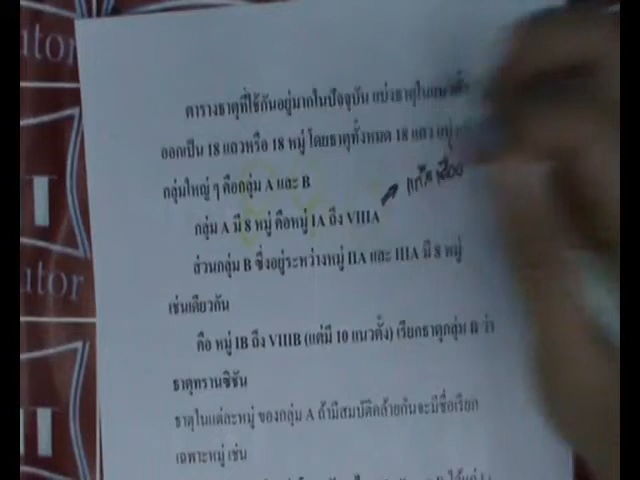 ตารางธาตุที่ใช้กันอยู่มากในปัจจุบัน แบ่งธาตุในแนวตั้ง
ออกเป็น 18 แถวหรือ 18 หมู่ โดยธาตุทั้งหมด 18 แถว
กลุ่มใหญ่ ๆ คือกลุ่ม A และ B
กลุ่ม A มี 8 หมู่ คือหมู่ IA ถึง VIIIA
ส่วนกลุ่ม B ซึ่งอยู่ระหว่างหมู่ IIA และ IIIA มี 8 หมู่
เช่นเดียวกัน
คือ หมู่ IB ถึง VIIIB (แต่มี 10 แนวตั้ง) เรียกธาตุกลุ่ม B ว่า
ธาตุทรานซิชัน
ธาตุในแต่ละหมู่ ของกลุ่ม A ถ้ามีสมบัติคล้ายกันจะมีชื่อเรียก
เฉพาะหมู่ เช่น
utor
utor